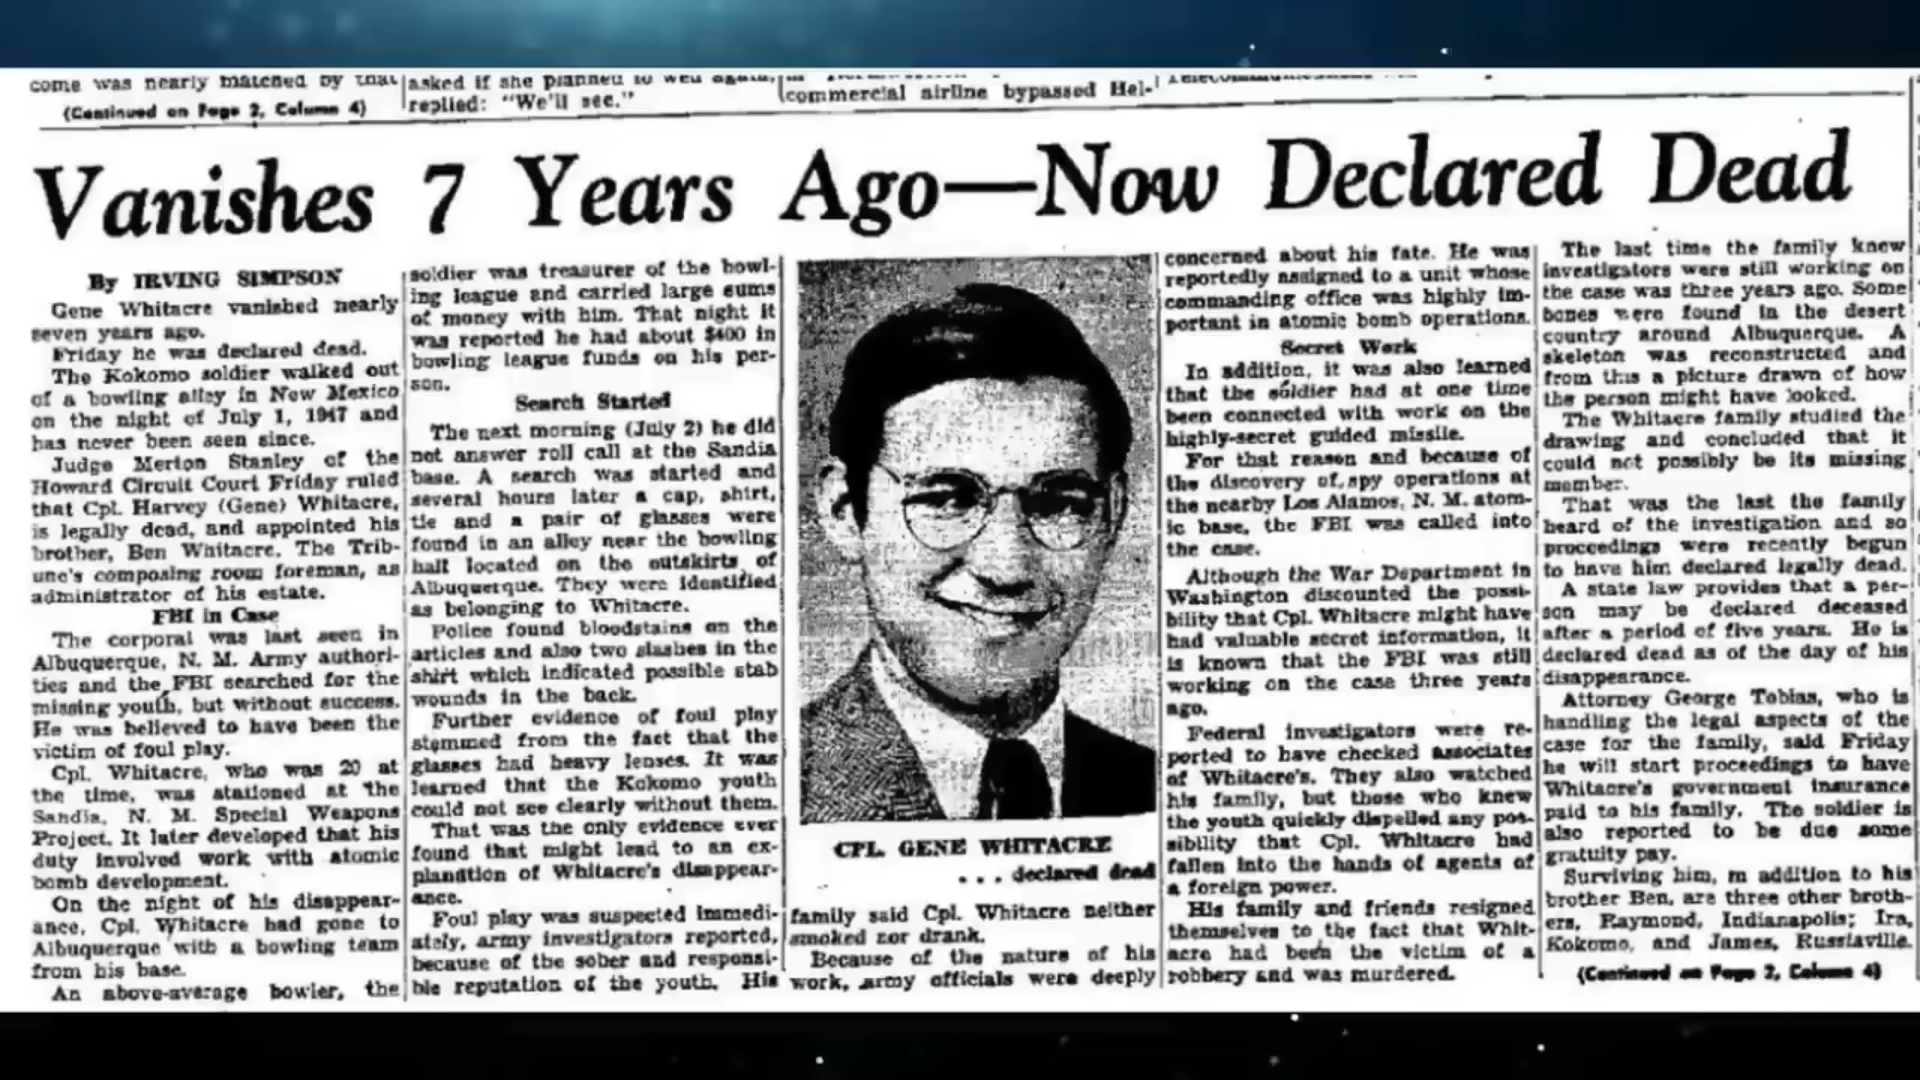 come was nearly matched by that
(Continued on Page 2, Column 4)
asked if she planned to wed again,
replied: "We'll see."
commercial airline bypassed Hel-
Vanishes 7 Years Ago—Now Declared Dead
By IRVING SIMPSON
Gene Whitacre vanished nearly
seven years ago.
Friday he was declared dead.
The Kokomo soldier walked out
of a bowling alley in New Mexico
on the night of July 1, 1947 and
has never been seen since.
Judge Merton Stanley of the
Howard Circuit Court Friday ruled
that Cpl. Harvey (Gene) Whitacre,
is legally dead, and appointed his
brother, Ben Whitacre, The Trib-
une's composing room foreman, as
administrator of his estate.
FBI in Case
The corporal was last seen in
Albuquerque, N. M. Army authori-
ties and the FBI searched for the
missing youth, but without success.
He was believed to have been the
victim of foul play.
Cpl. Whitacre, who was 20 at
the time, was stationed at the
Sandia, N. M. Special Weapons
Project. It later developed that his
duty involved work with atomic
bomb development.
On the night of his disappear-
ance, Cpl. Whitacre had gone to
Albuquerque with a bowling team
from his base.
An above-average bowler, the
soldier was treasurer of the bowl-
ing league and carried large sums
of money with him. That night it
was reported he had about $400 in
bowling league funds on his per-
son.
Search Started
The next morning (July 2) he did
not answer roll call at the Sandia
base. A search was started and
several hours later a cap, shirt,
tie and a pair of glasses were
found in an alley near the bowling
hall located on the outskirts of
Albuquerque. They were identified
as belonging to Whitacre.
Police found bloodstains on the
articles and also two slashes in the
shirt which indicated possible stab
wounds in the back.
Further evidence of foul play
stemmed from the fact that the
glasses had heavy lenses. It was
learned that the Kokomo youth
could not see clearly without them.
That was the only evidence ever
found that might lead to an ex-
planation of Whitacre's disappear-
ance.
Foul play was suspected immedi-
ately, army investigators reported,
because of the sober and responsi-
ble reputation of the youth. His
CPL. GENE WHITACRE
. . . declared dead
family said Cpl. Whitacre neither
smoked nor drank.
Because of the nature of his
work, army officials were deeply
concerned about his fate. He was
reportedly assigned to a unit whose
commanding office was highly im-
portant in atomic bomb operations.
Secret Work
In addition, it was also learned
that the soldier had at one time
been connected with work on the
highly-secret guided missile.
For that reason and because of
the discovery of spy operations at
the nearby Los Alamos, N. M. atom-
ic base, the FBI was called into
the case.
Although the War Department in
Washington discounted the possi-
bility that Cpl. Whitacre might have
had valuable secret information, it
is known that the FBI was still
working on the case three years
ago.
Federal investigators were re-
ported to have checked associates
of Whitacre's. They also watched
his family, but those who knew
the youth quickly dispelled any pos-
sibility that Cpl. Whitacre had
fallen into the hands of agents of
a foreign power.
His family and friends resigned
themselves to the fact that Whit-
acre had been the victim of a
robbery and was murdered.
The last time the family knew
investigators were still working on
the case was three years ago. Some
bones were found in the desert
country around Albuquerque. A
skeleton was reconstructed and
from this a picture drawn of how
the person might have looked.
The Whitacre family studied the
drawing and concluded that it
could not possibly be its missing
member.
That was the last the family
heard of the investigation and so
proceedings were recently begun
to have him declared legally dead.
A state law provides that a per-
son may be declared deceased
after a period of five years. He is
declared dead as of the day of his
disappearance.
Attorney George Tobias, who is
handling the legal aspects of the
case for the family, said Friday
he will start proceedings to have
Whitacre's government insurance
paid to his family. The soldier is
also reported to be due some
gratuity pay.
Surviving him, in addition to his
brother Ben, are three other broth-
ers, Raymond, Indianapolis; Ira,
Kokomo, and James, Russiaville.
(Continued on Page 2, Column 4)